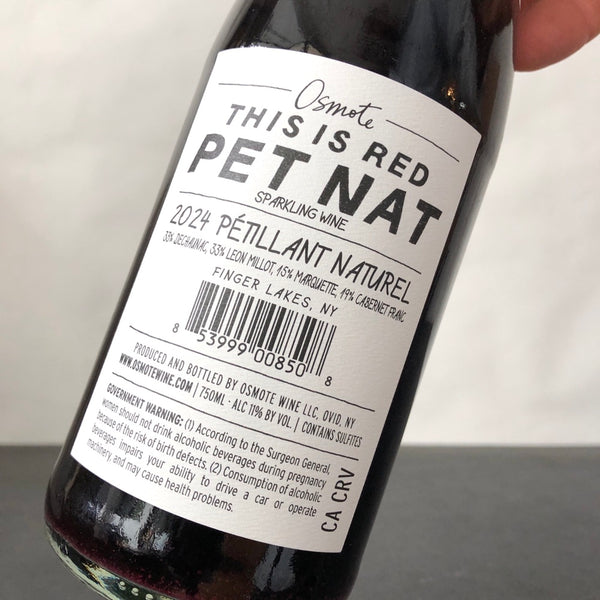 Osmote
THIS IS RED
PET NAT
SPARKLING WINE
2024 PÉTILLANT NATUREL
33% DECHAUNAC, 33% LEON MILLOT, 15% MARQUETTE, 19% CABERNET FRANC
FINGER LAKES, NY
8 53999 00850 8
PRODUCED AND BOTTLED BY OSMOTE WINE LLC, OVID, NY
WWW.OSMOTEWINE.COM | 750ML - ALC 11% BY VOL | CONTAINS SULFITES
GOVERNMENT WARNING: (1) According to the Surgeon General,
women should not drink alcoholic beverages during pregnancy
because of the risk of birth defects. (2) Consumption of alcoholic
beverages impairs your ability to drive a car or operate
machinery, and may cause health problems.
CA CRV